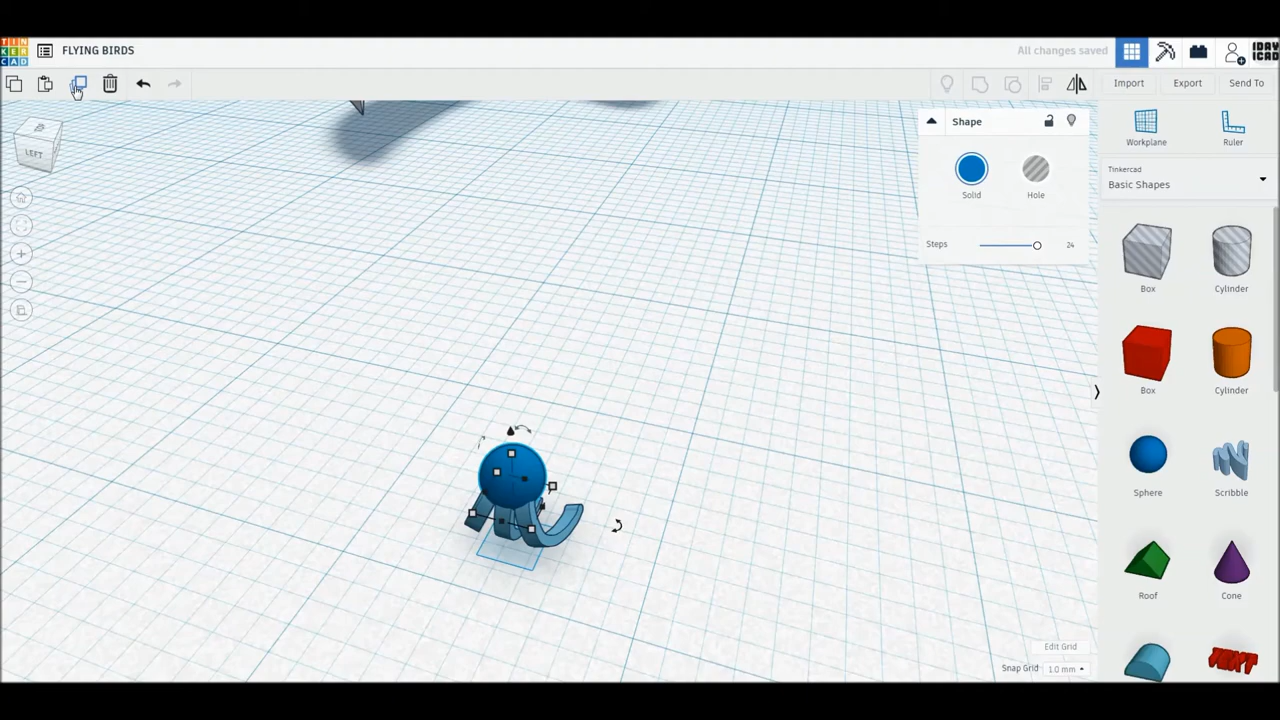 TIN
KER
CAD
FLYING BIRDS
All changes saved
1DAY
1CAD
Import
Export
Send To
LEFT
Shape
Solid
Hole
Steps
24
Workplane
Ruler
Tinkercad
Basic Shapes
Box
Cylinder
Box
Cylinder
Sphere
Scribble
Roof
Cone
TEXT
Edit Grid
Snap Grid
1.0 mm